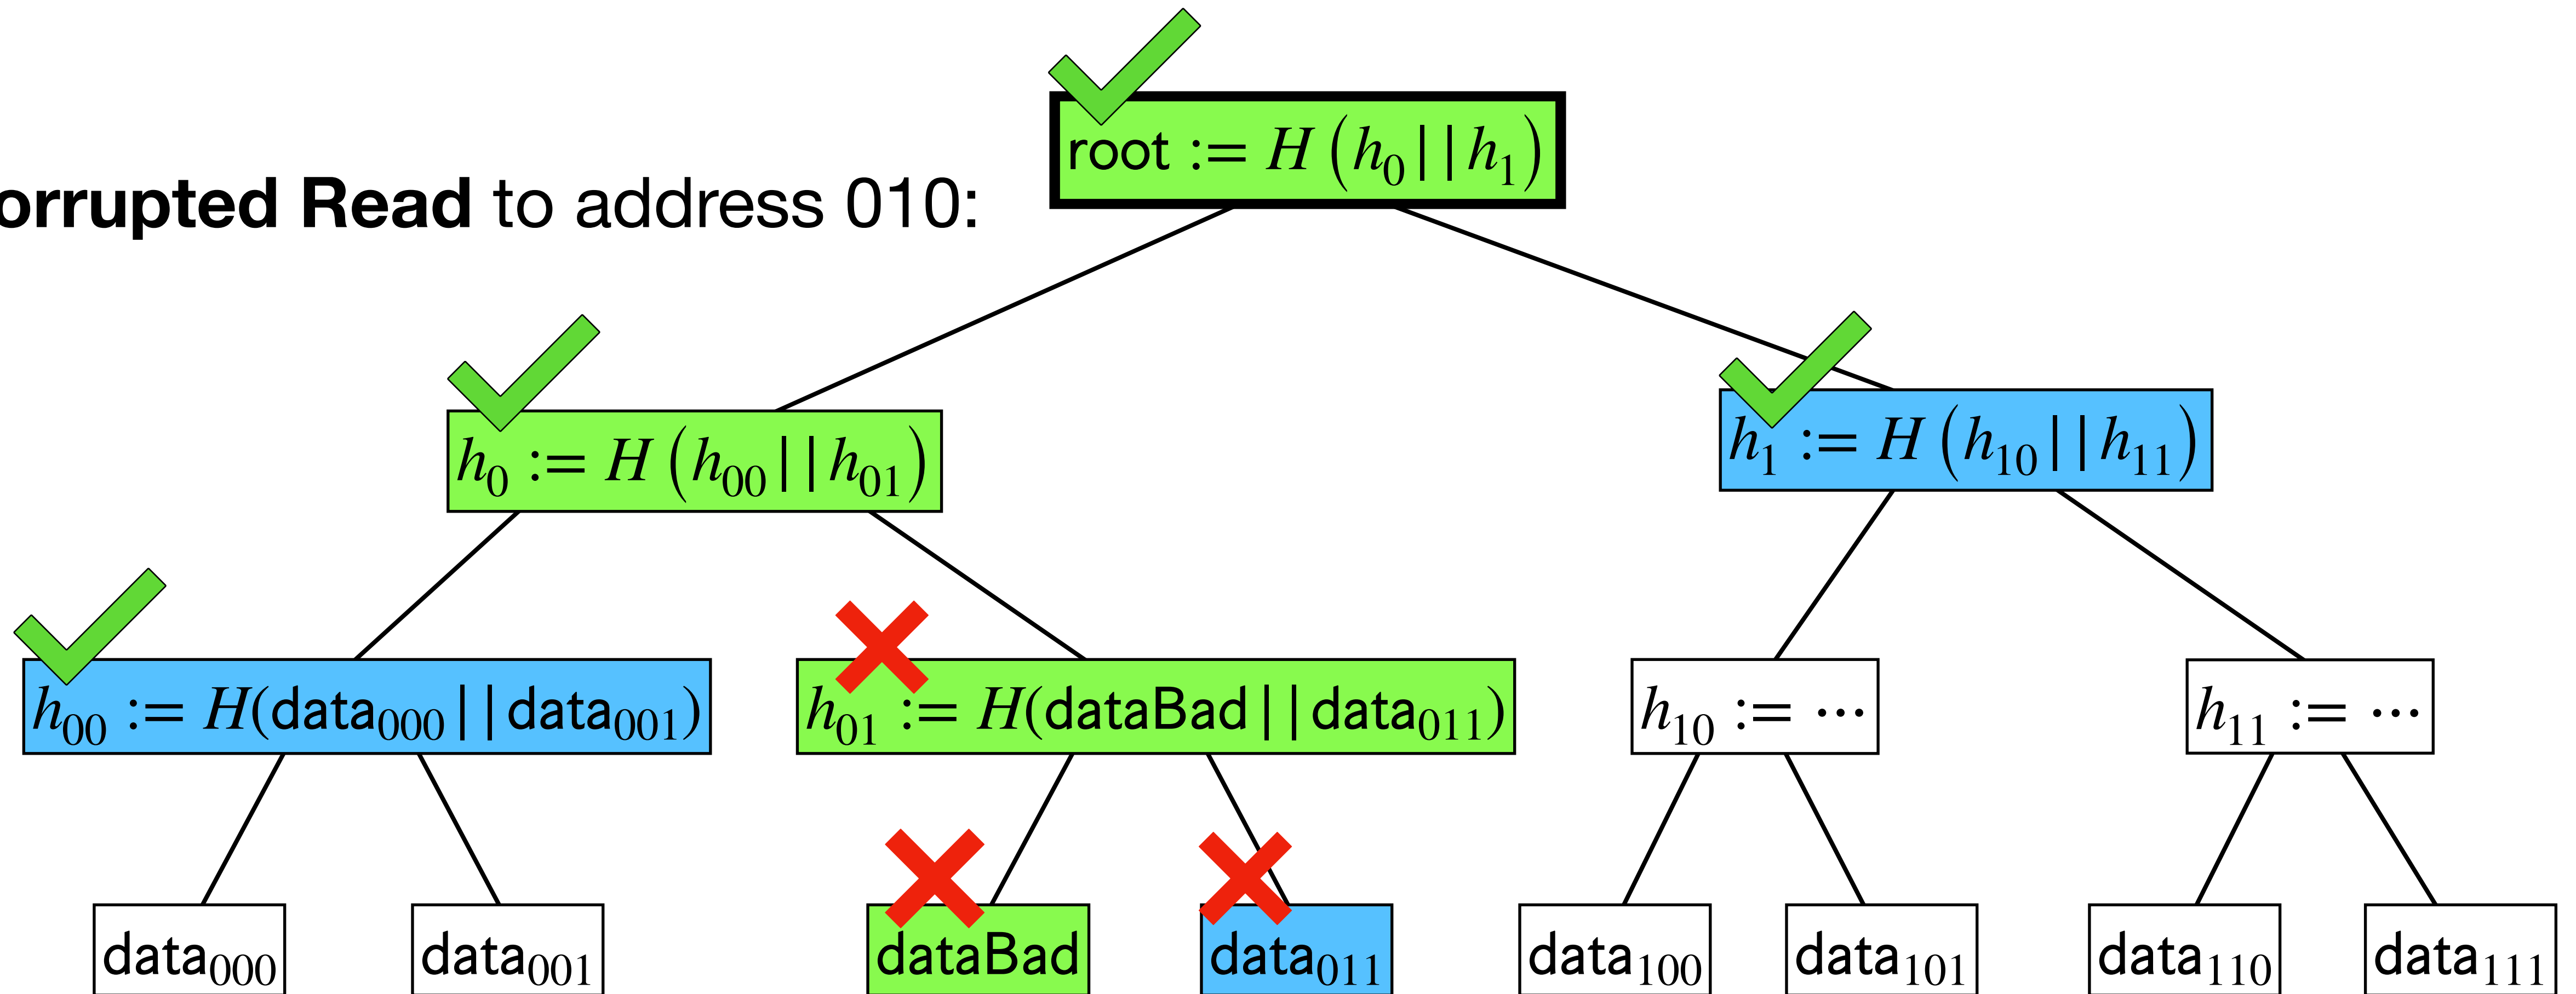 root := H(h₀||h₁)
orrupted Read to address 010:
h₀ := H(h₀₀||h₀₁)
h₁ := H(h₁₀||h₁₁)
h₀₀ := H(data₀₀₀||data₀₀₁)
h₀₁ := H(dataBad||data₀₁₁)
h₁₀ := ⋯
h₁₁ := ⋯
data₀₀₀
data₀₀₁
dataBad
data₀₁₁
data₁₀₀
data₁₀₁
data₁₁₀
data₁₁₁